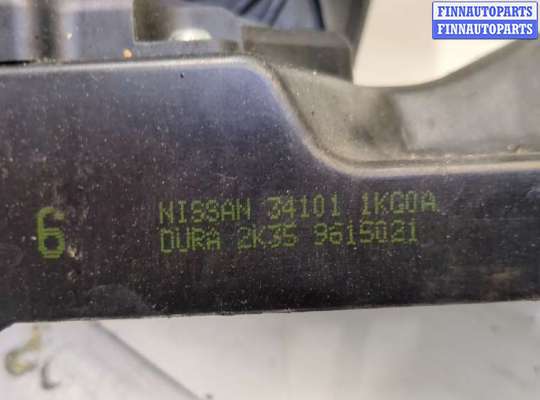 FINNAUTOPARTS
FINNAUTOPARTS
6
NISSAN 34101 1KG0A
DURA 2K35 9615021